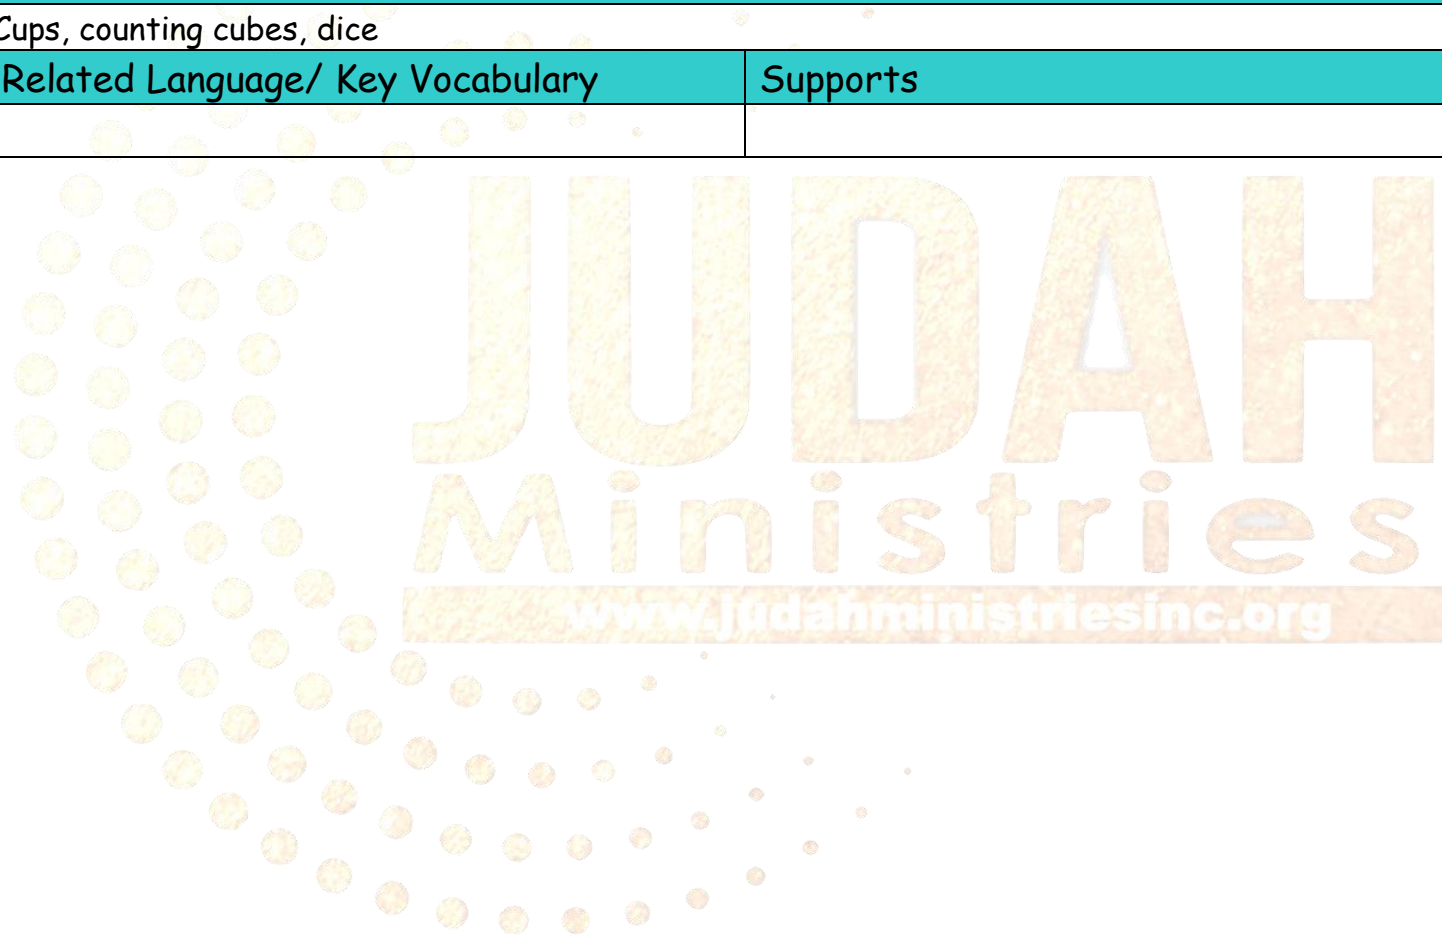 Cups, counting cubes, dice
Related Language/ Key Vocabulary
Supports
JUDAH
Ministries
www.judahministriesinc.org